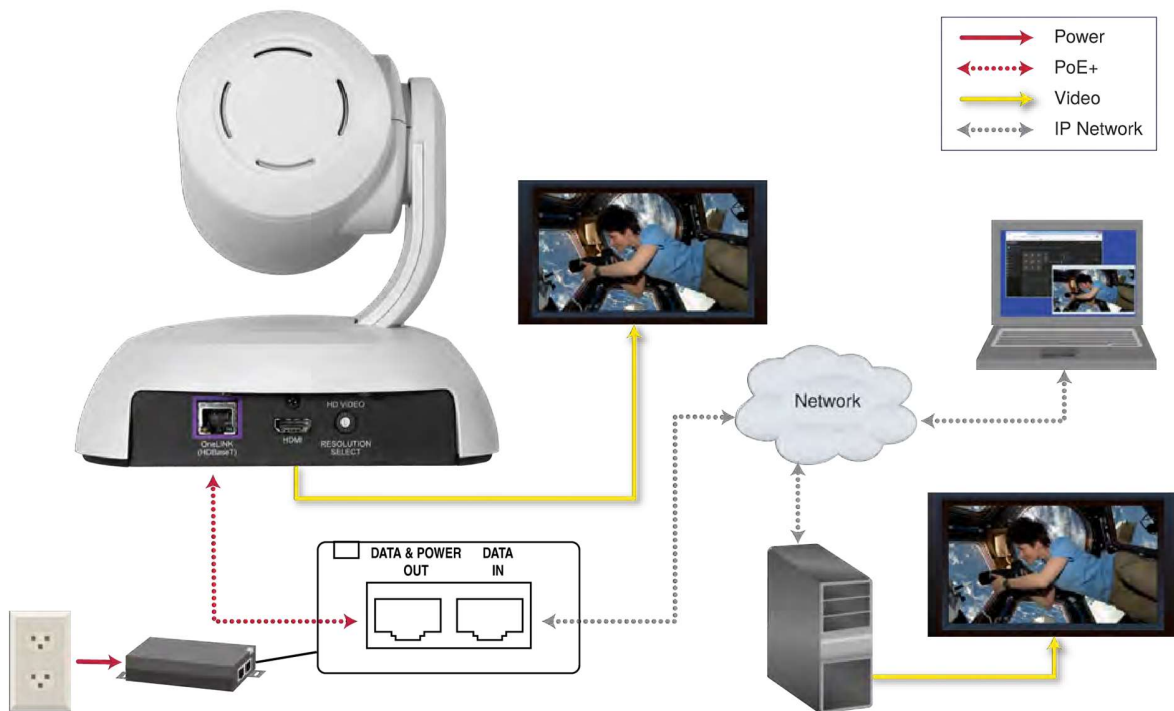 Power
PoE+
Video
IP Network
Network
HD VIDEO
OneLINK
(HDBaseT)
HDMI
RESOLUTION
SELECT
DATA & POWER
OUT
DATA
IN